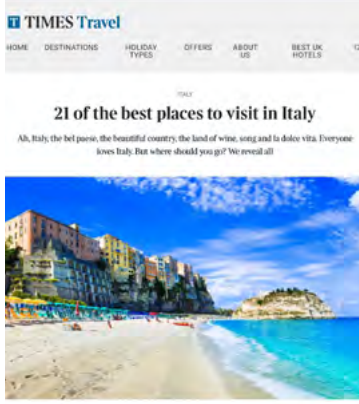 TIMES Travel
HOME DESTINATIONS HOLIDAY TYPES OFFERS ABOUT US BEST UK HOTELS
ITALY
21 of the best places to visit in Italy
Ah, Italy, the bel paese, the beautiful country, the land of wine, song and la dolce vita. Everyone
loves Italy. But where should you go? We reveal all